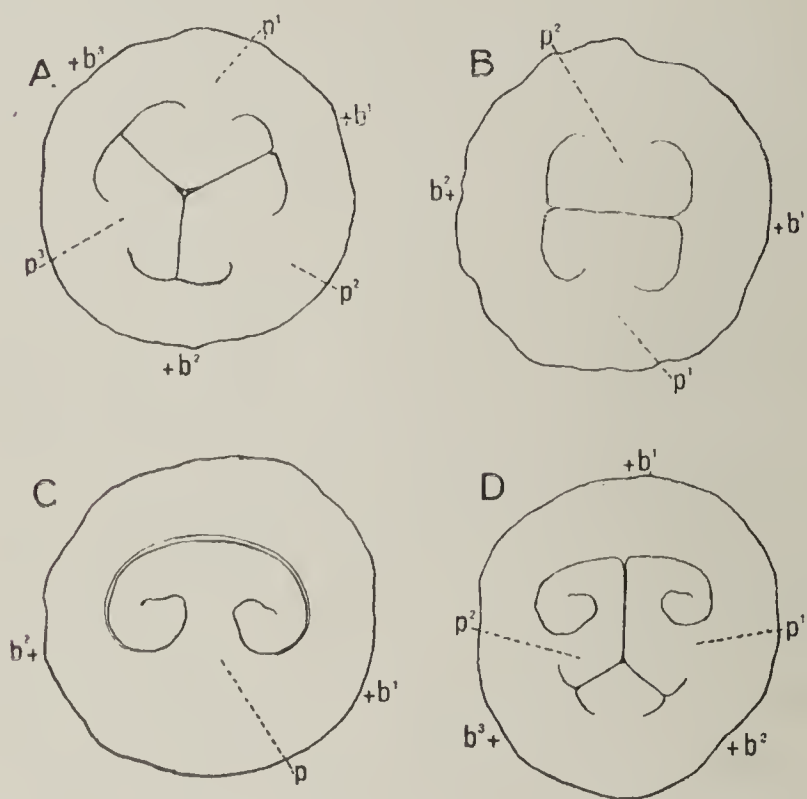 A.
+b³
p¹
+b¹
p³
p²
+b²
B
p²
b²+
+b¹
p¹
C
b²+
+b¹
p
D
+b¹
p²
p¹
b³+
+b²